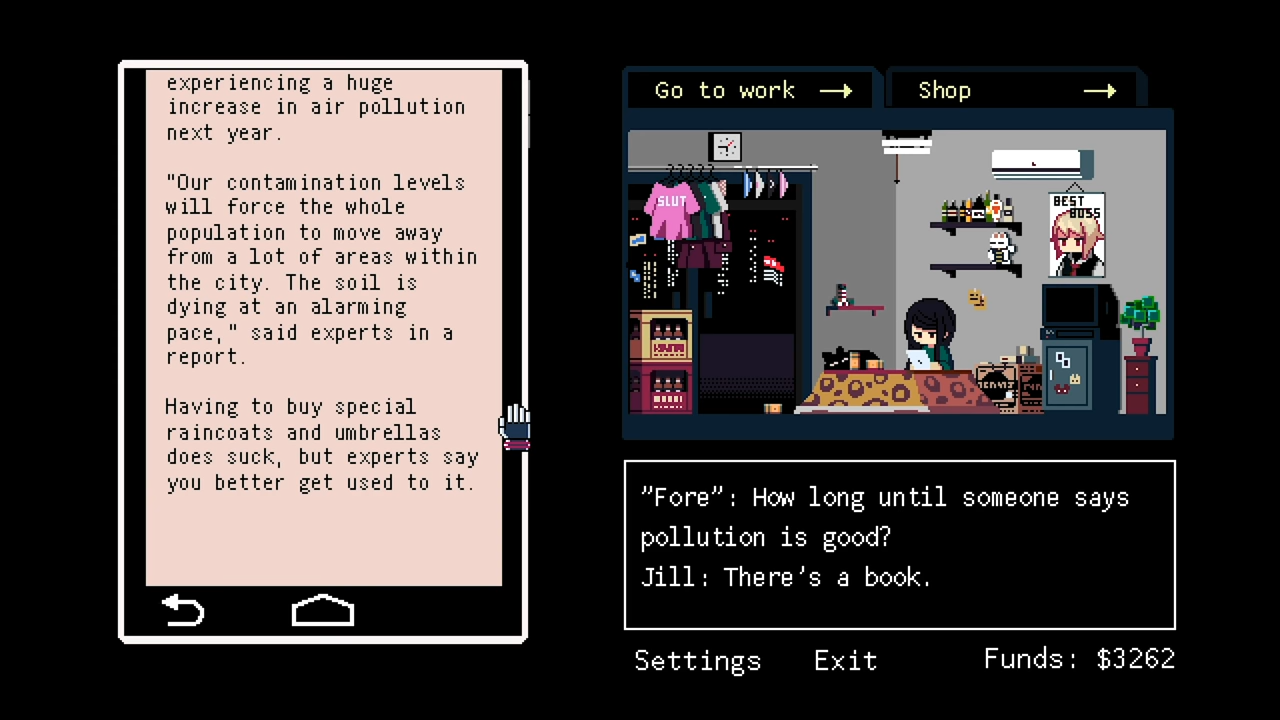 experiencing a huge
increase in air pollution
next year.
"Our contamination levels
will force the whole
population to move away
from a lot of areas within
the city. The soil is
dying at an alarming
pace," said experts in a
report.
Having to buy special
raincoats and umbrellas
does suck, but experts say
you better get used to it.
Go to work
Shop
SLUT
BEST
BOSS
"Fore": How long until someone says
pollution is good?
Jill: There's a book.
Settings
Exit
Funds: $3262